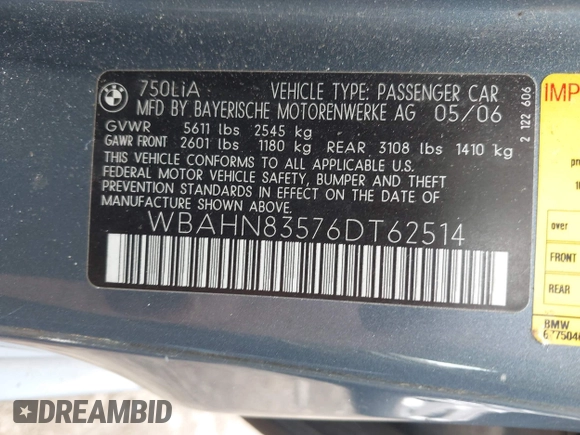 BMW
750LiA VEHICLE TYPE: PASSENGER CAR
MFD BY BAYERISCHE MOTORENWERKE AG 05/06
GVWR 5611 lbs 2545 kg
GAWR FRONT 2601 lbs 1180 kg REAR 3108 lbs 1410 kg
THIS VEHICLE CONFORMS TO ALL APPLICABLE U.S.
FEDERAL MOTOR VEHICLE SAFETY, BUMPER AND THEFT
PREVENTION STANDARDS IN EFFECT ON THE DATE OF
MANUFACTURE SHOWN ABOVE.
WBAHN83576DT62514
2 122 606
IMP
over
FRONT
REAR
BMW
DREAMBID